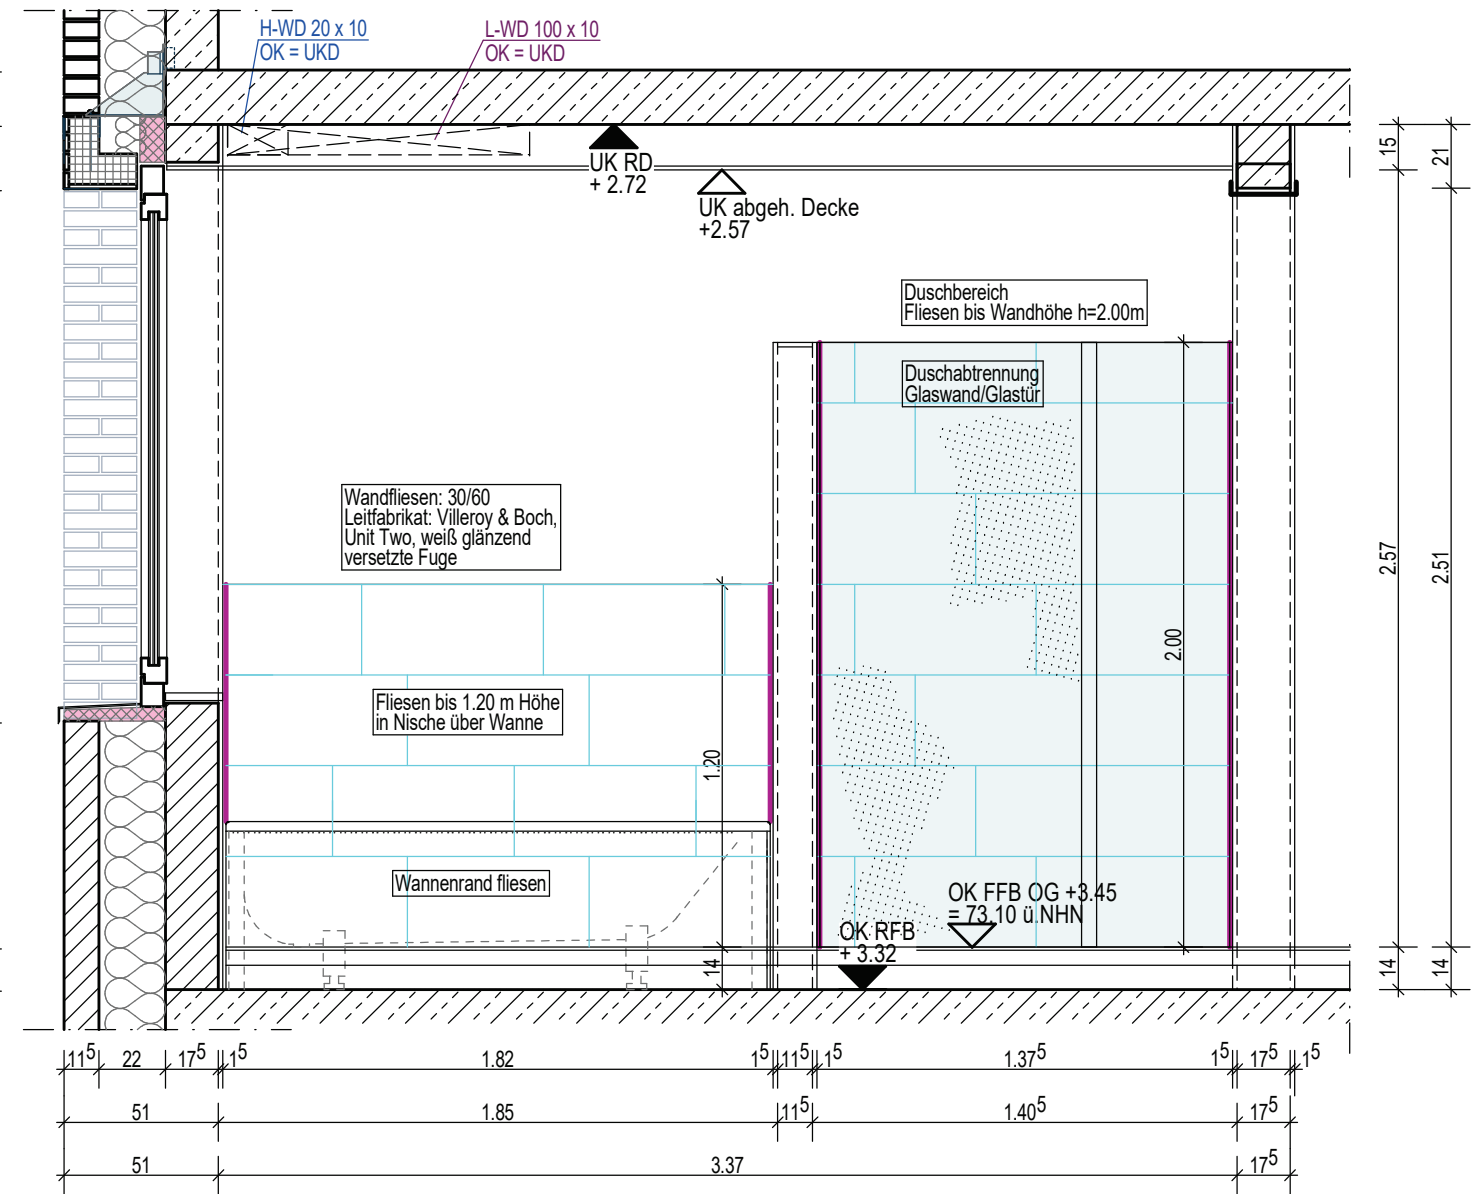 H-WD 20 x 10
OK = UKD
L-WD 100 x 10
OK = UKD
UK RD
+ 2.72
UK abgeh. Decke
+2.57
15
21
Duschbereich
Fliesen bis Wandhöhe h=2.00m
Duschabtrennung
Glaswand/Glastür
Wandfliesen: 30/60
Leitfabrikat: Villeroy & Boch,
Unit Two, weiß glänzend
versetzte Fuge
2.57
2.51
2.00
Fliesen bis 1.20 m Höhe
in Nische über Wanne
1.20
Wannenrand fliesen
OK FFB OG +3.45
= 73,10 ü.NHN
OK RFB
+ 3.32
14
14
14
11⁵ 22 17⁵ 1⁵ 1.82 1⁵ 11⁵ 1⁵ 1.37⁵ 1⁵ 17⁵ 1⁵
51 1.85 11⁵ 1.40⁵ 17⁵
51 3.37 17⁵